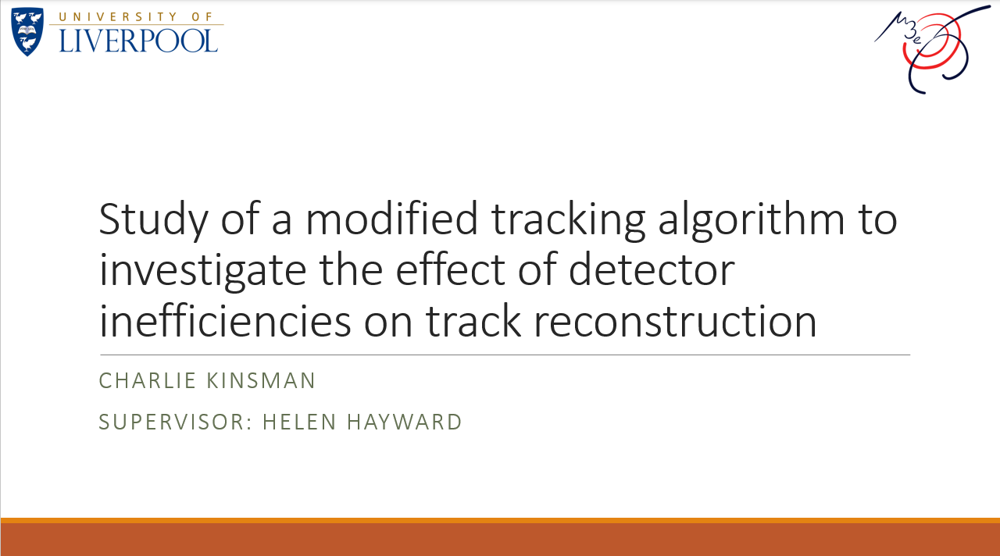 UNIVERSITY OF
LIVERPOOL
μ3e
Study of a modified tracking algorithm to
investigate the effect of detector
inefficiencies on track reconstruction
CHARLIE KINSMAN
SUPERVISOR: HELEN HAYWARD